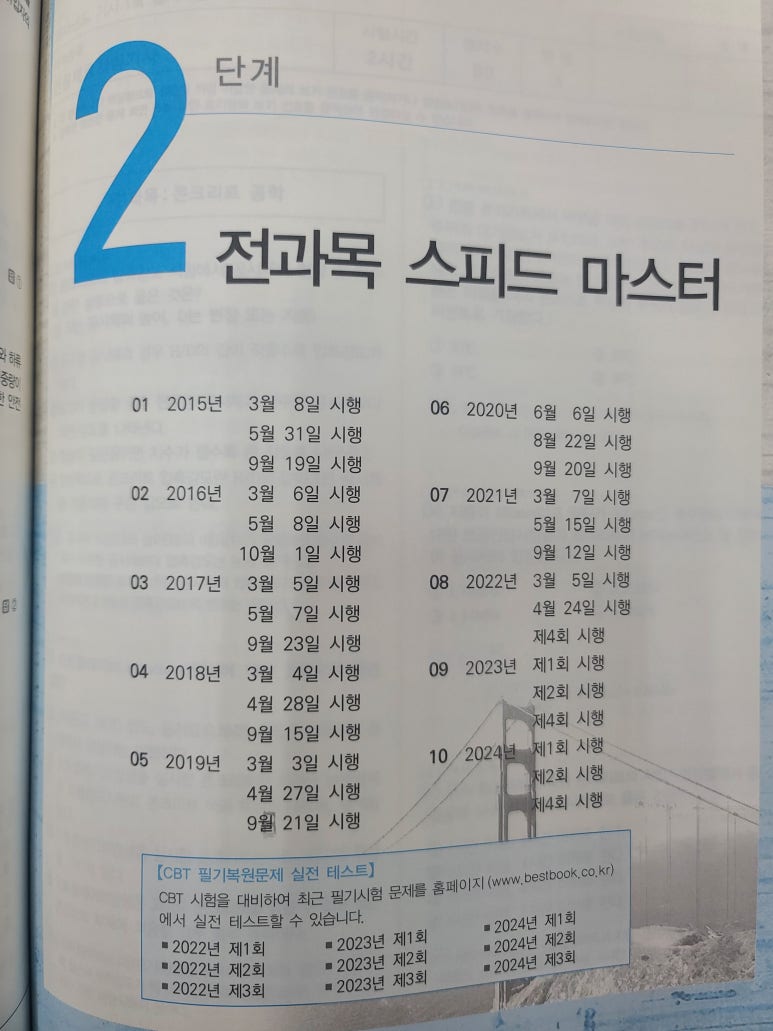 2
단계
전과목 스피드 마스터
01 2015년 3월 8일 시행
5월 31일 시행
9월 19일 시행
02 2016년 3월 6일 시행
5월 8일 시행
10월 1일 시행
03 2017년 3월 5일 시행
5월 7일 시행
9월 23일 시행
04 2018년 3월 4일 시행
4월 28일 시행
9월 15일 시행
05 2019년 3월 3일 시행
4월 27일 시행
9월 21일 시행
06 2020년 6월 6일 시행
8월 22일 시행
9월 20일 시행
07 2021년 3월 7일 시행
5월 15일 시행
9월 12일 시행
08 2022년 3월 5일 시행
4월 24일 시행
제4회 시행
09 2023년 제1회 시행
제2회 시행
제4회 시행
10 2024년 제1회 시행
제2회 시행
제4회 시행
【CBT 필기복원문제 실전 테스트】
CBT 시험을 대비하여 최근 필기시험 문제를 홈페이지(www.bestbook.co.kr)
에서 실전 테스트할 수 있습니다.
■ 2022년 제1회
■ 2022년 제2회
■ 2022년 제3회
■ 2023년 제1회
■ 2023년 제2회
■ 2023년 제3회
■ 2024년 제1회
■ 2024년 제2회
■ 2024년 제3회